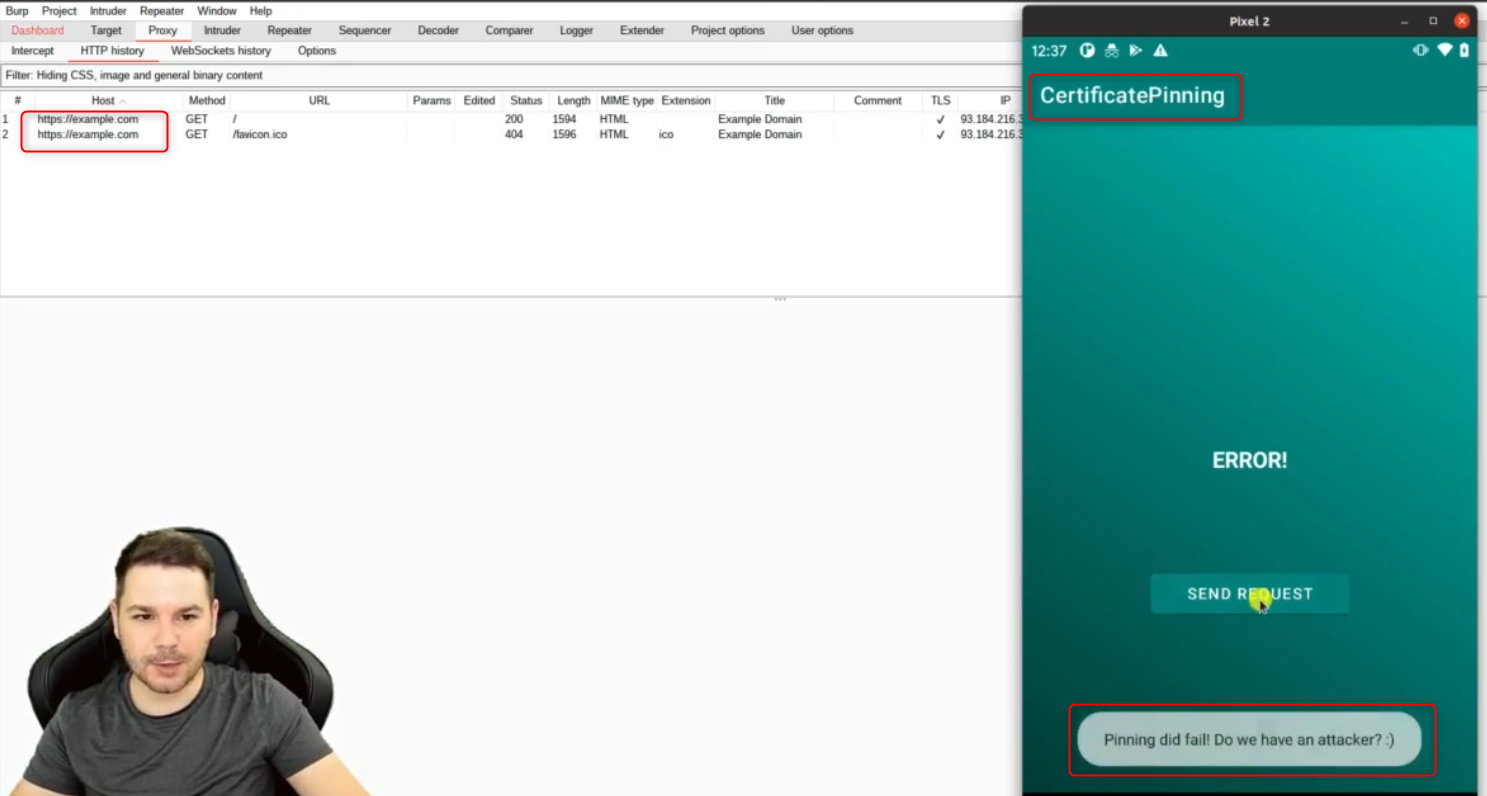 Burp Project Intruder Repeater Window Help
Dashboard Target Proxy Intruder Repeater Sequencer Decoder Comparer Logger Extender Project options User options
Intercept HTTP history WebSockets history Options
Filter: Hiding CSS, image and general binary content
# Host Method URL Params Edited Status Length MIME type Extension Title Comment TLS IP
1 https://example.com GET / 200 1594 HTML Example Domain ✓ 93.184.216.3
2 https://example.com GET /favicon.ico 404 1596 HTML ico Example Domain ✓ 93.184.216.3
Pixel 2
12:37
CertificatePinning
ERROR!
SEND REQUEST
Pinning did fail! Do we have an attacker? :)